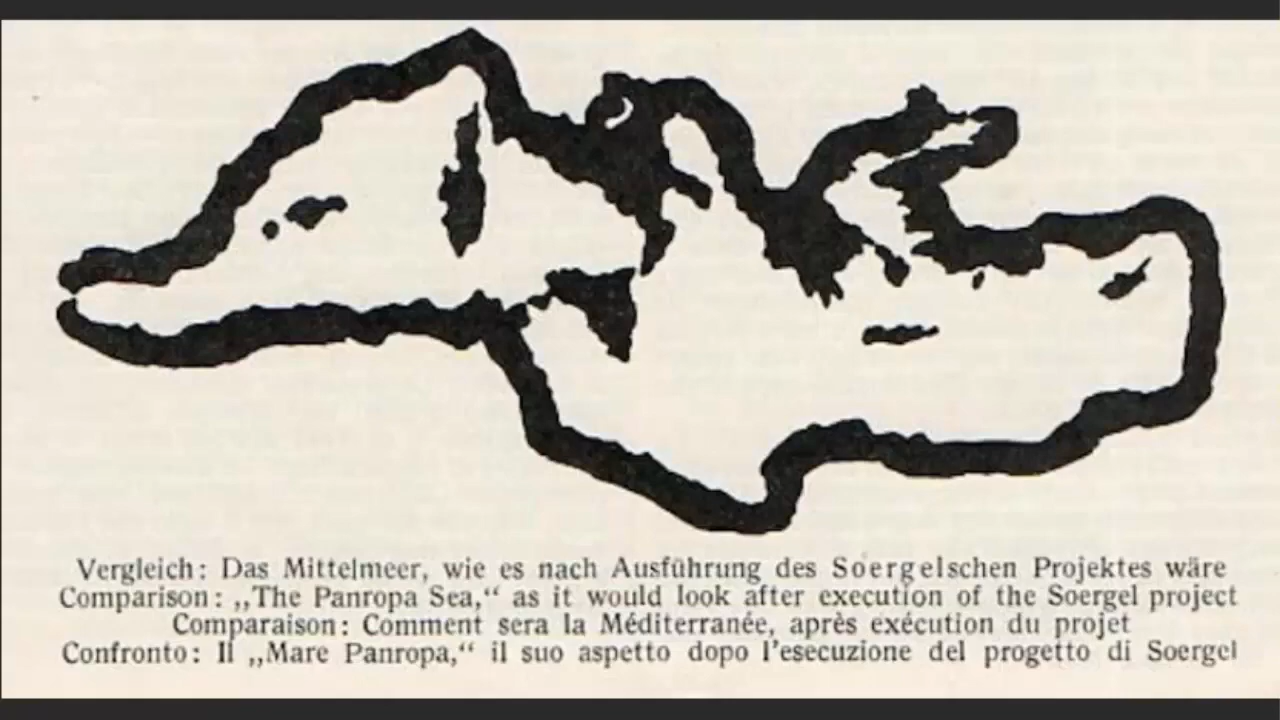 Vergleich: Das Mittelmeer, wie es nach Ausführung des Soergelschen Projektes wäre
Comparison: „The Panropa Sea,“ as it would look after execution of the Soergel project
Comparaison: Comment sera la Méditerranée, après exécution du projet
Confronto: Il „Mare Panropa,“ il suo aspetto dopo l'esecuzione del progetto di Soergel